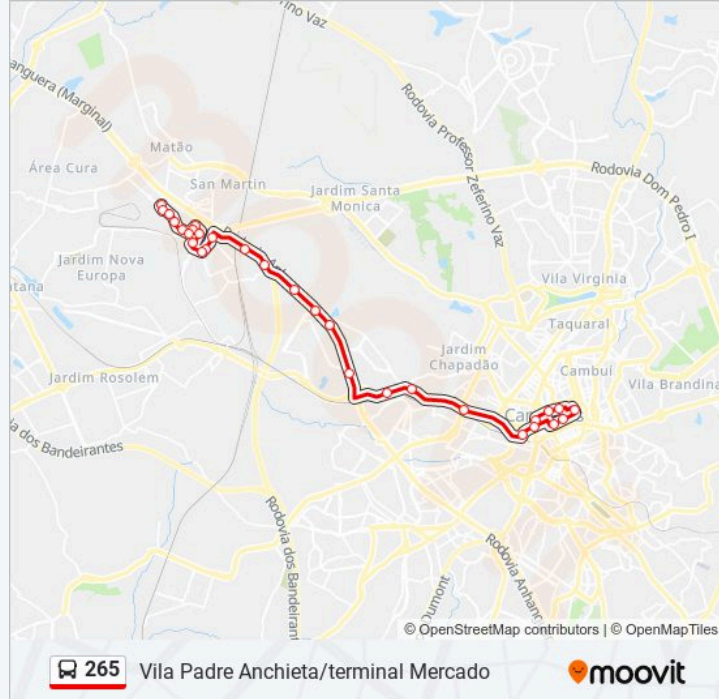 erino Vaz
anguera (Marginal)
Rodovia Professor Zeferino Vaz
Matão
Área Cura
San Martin
Rodovia Dom Pedro I
Jardim Santa
Monica
Jardim Nova
Europa
Vila Virginia
Taquaral
Jardim
Chapadão
Cambuí
Jardim Rosolem
Vila Brandina
ia dos Bandeirantes
Rodovia dos Bandeirantes
Rodovia Anhang
Dumont
© OpenStreetMap contributors | © OpenMapTiles
265 Vila Padre Anchieta/terminal Mercado
moovit